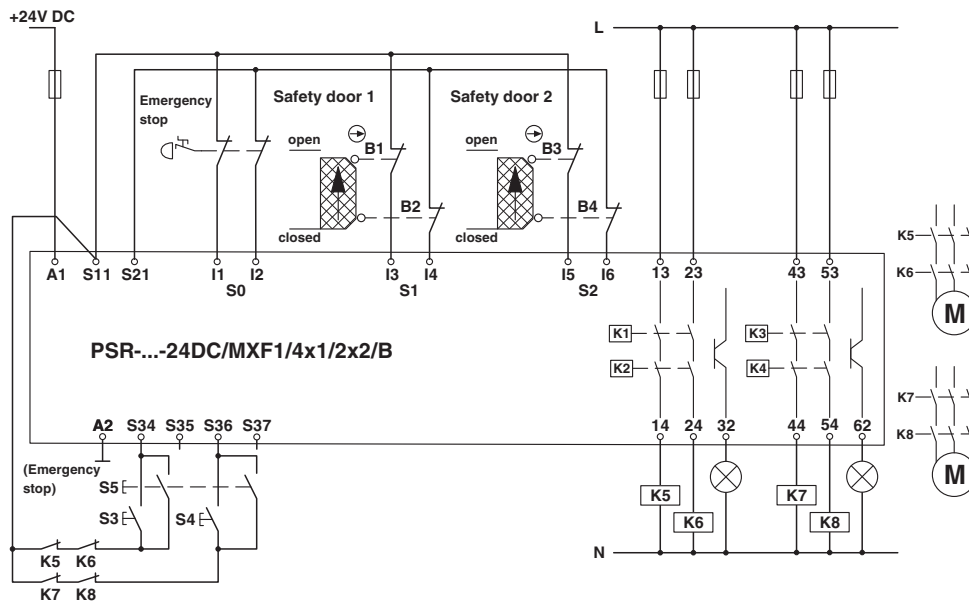 +24V DC
L
Emergency
stop
Safety door 1
Safety door 2
open
B1
open
B3
B2
B4
closed
closed
K5
K6
M
A1
S11
S21
I1
I2
I3
I4
I5
I6
13
23
43
53
S0
S1
S2
K1
K3
PSR-...-24DC/MXF1/4x1/2x2/B
K2
K4
K7
K8
M
A2
S34
S35
S36
S37
14
24
32
44
54
62
(Emergency
stop)
S5
S3
S4
K5
K7
K6
K8
N
K5
K6
K7
K8